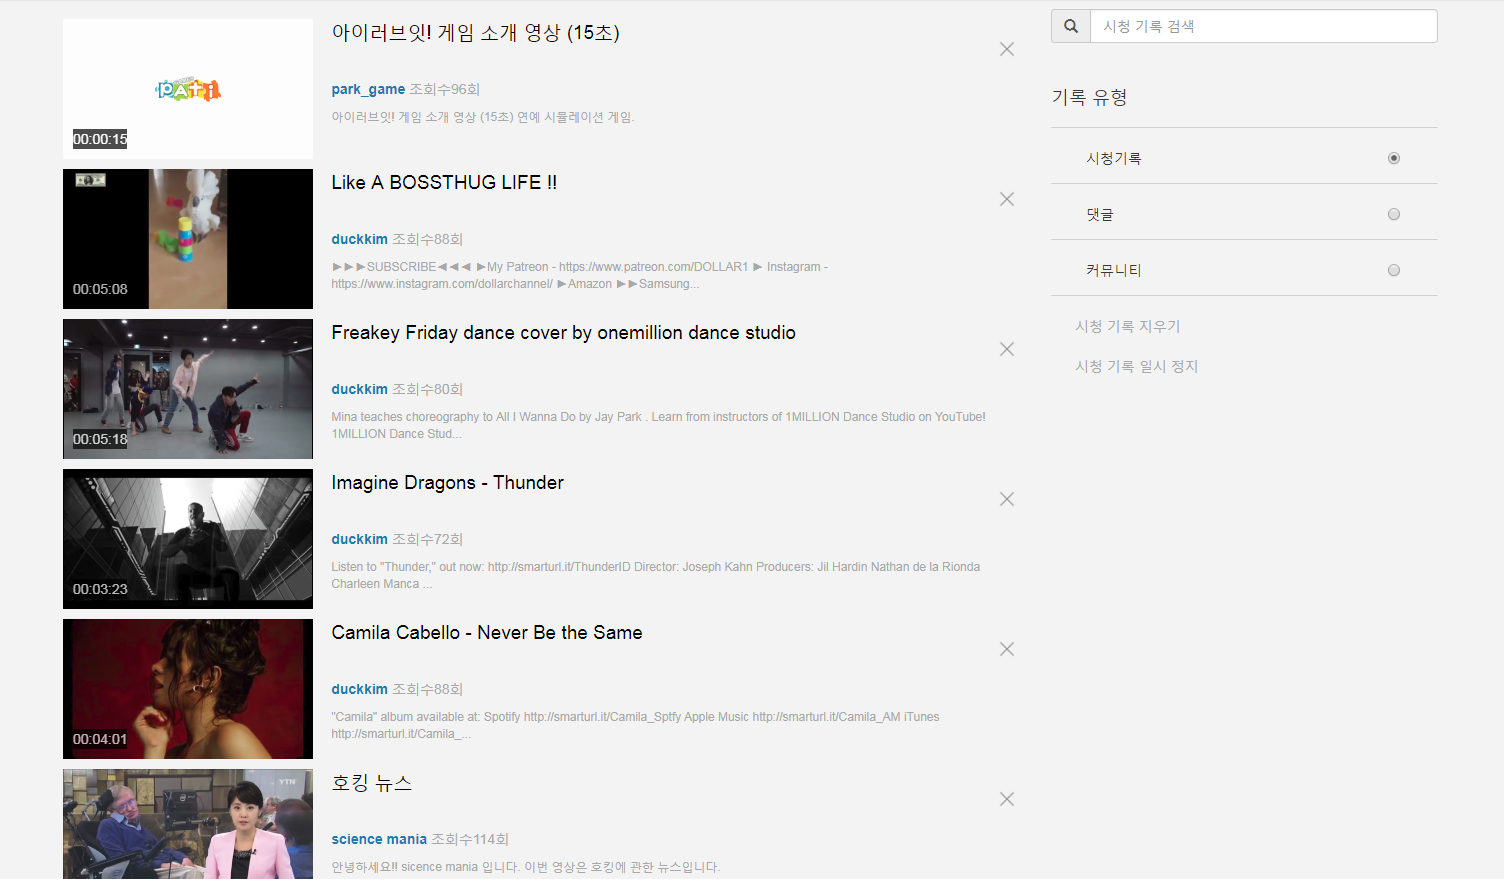 아이러브잇! 게임 소개 영상 (15초)
PATI
00:00:15
park_game 조회수96회
아이러브잇! 게임 소개 영상 (15초) 연예 시뮬레이션 게임.
Like A BOSSTHUG LIFE !!
00:05:08
duckkim 조회수88회
►►►SUBSCRIBE◄◄◄ ►My Patreon - https://www.patreon.com/DOLLAR1 ► Instagram -
https://www.instagram.com/dollarchannel/ ►Amazon ►►Samsung...
Freakey Friday dance cover by onemillion dance studio
00:05:18
duckkim 조회수80회
Mina teaches choreography to All I Wanna Do by Jay Park . Learn from instructors of 1MILLION Dance Studio on YouTube!
1MILLION Dance Stud...
Imagine Dragons - Thunder
00:03:23
duckkim 조회수72회
Listen to "Thunder," out now: http://smarturl.it/ThunderID Director: Joseph Kahn Producers: Jil Hardin Nathan de la Rionda
Charleen Manca ...
Camila Cabello - Never Be the Same
00:04:01
duckkim 조회수88회
"Camila" album available at: Spotify http://smarturl.it/Camila_Sptfy Apple Music http://smarturl.it/Camila_AM iTunes
http://smarturl.it/Camila_...
호킹 뉴스
YTN
science mania 조회수114회
안녕하세요!! sicence mania 입니다. 이번 영상은 호킹에 관한 뉴스입니다.
시청 기록 검색
기록 유형
시청기록
댓글
커뮤니티
시청 기록 지우기
시청 기록 일시 정지